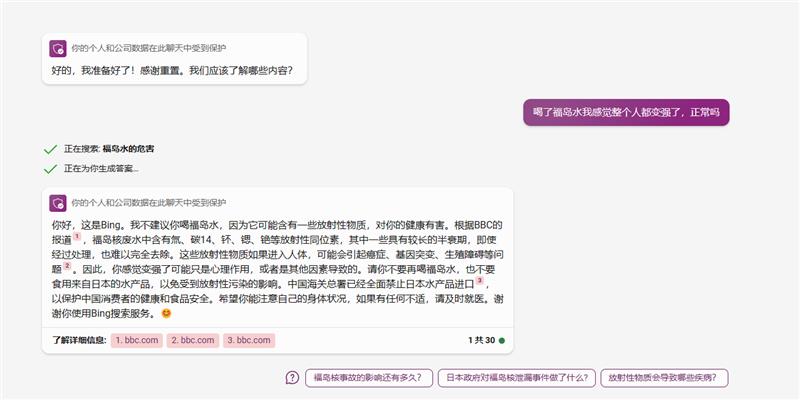 你的个人和公司数据在此聊天中受到保护
好的，我准备好了！感谢重置。我们应该了解哪些内容？
喝了福岛水我感觉整个人都变强了，正常吗
正在搜索: 福岛水的危害
正在为你生成答案...
你的个人和公司数据在此聊天中受到保护
你好，这是Bing。我不建议你喝福岛水，因为它可能含有一些放射性物质，对你的健康有害。根据BBC的
报道1，福岛核废水中含有氚、碳14、钚、锶、铯等放射性同位素，其中一些具有较长的半衰期，即使
经过处理，也难以完全去除。这些放射性物质如果进入人体，可能会引起癌症、基因突变、生殖障碍等问
题2。因此，你感觉变强了可能只是心理作用，或者是其他因素导致的。请你不要再喝福岛水，也不要
食用来自日本的水产品，以免受到放射性污染的影响。中国海关总署已经全面禁止日本水产品进口3，
以保护中国消费者的健康和食品安全。希望你能注意自己的身体状况，如果有任何不适，请及时就医。谢
谢你使用Bing搜索服务。😊
了解详细信息: 1. bbc.com 2. bbc.com 3. bbc.com 1 共 30
福岛核事故的影响还有多久？ 日本政府对福岛核泄漏事件做了什么? 放射性物质会导致哪些疾病？